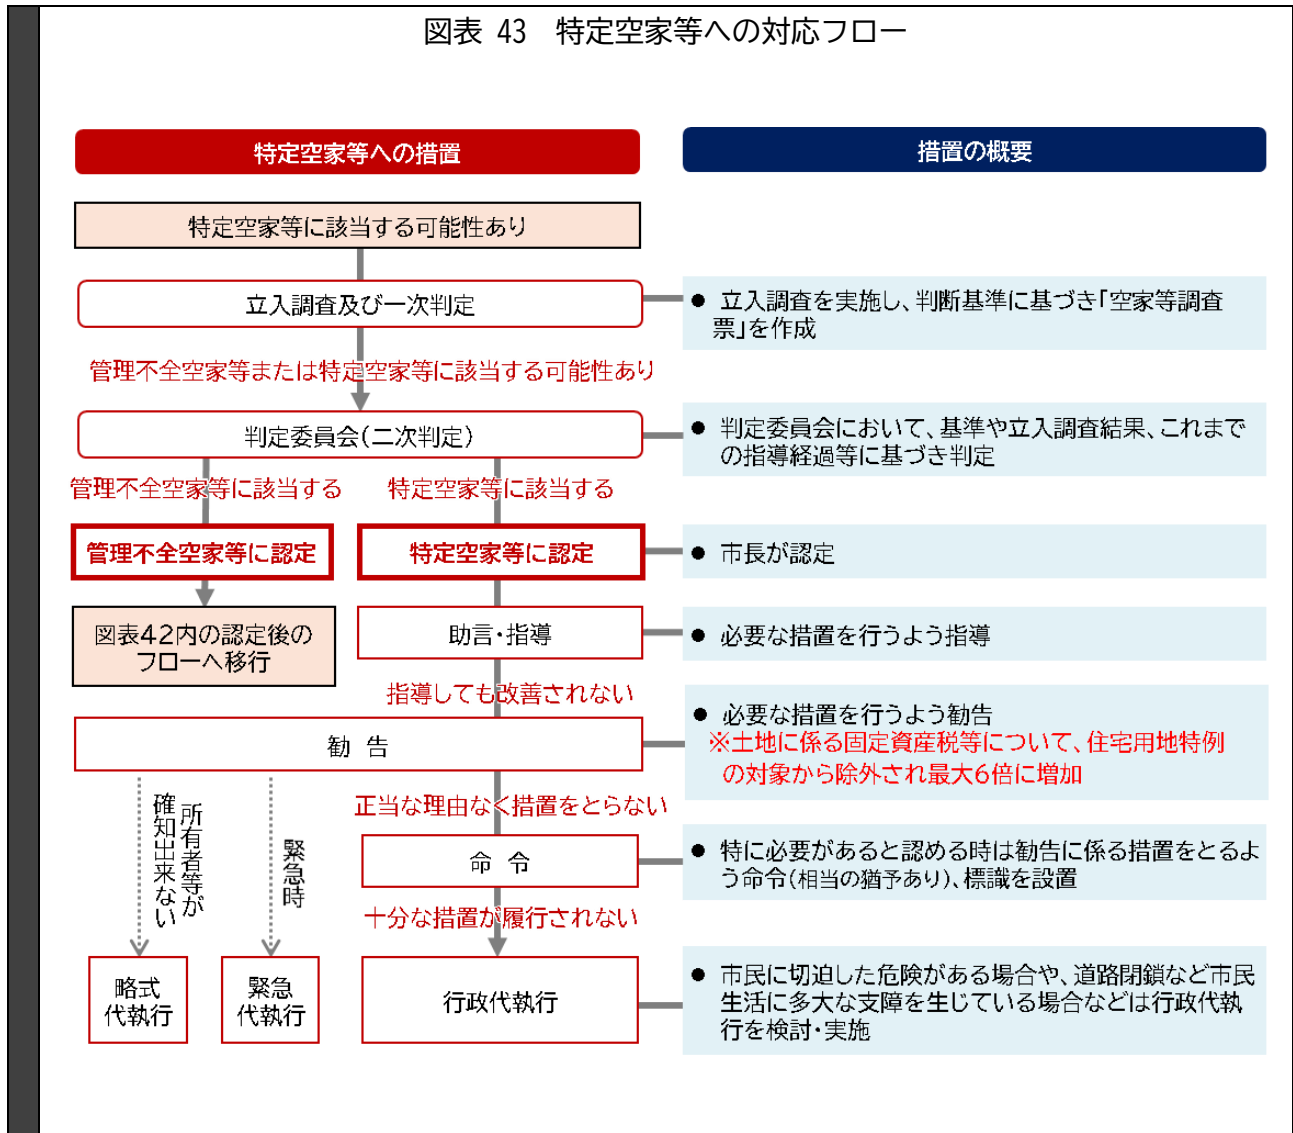 図表 43　特定空家等への対応フロー
特定空家等への措置
措置の概要
特定空家等に該当する可能性あり
立入調査及び一次判定
● 立入調査を実施し、判断基準に基づき｢空家等調査
票｣を作成
管理不全空家等または特定空家等に該当する可能性あり
判定委員会(二次判定)
● 判定委員会において、基準や立入調査結果、これまで
の指導経過等に基づき判定
管理不全空家等に該当する
特定空家等に該当する
管理不全空家等に認定
特定空家等に認定
● 市長が認定
図表42内の認定後の
フローへ移行
助言・指導
● 必要な措置を行うよう指導
指導しても改善されない
勧 告
● 必要な措置を行うよう勧告
※土地に係る固定資産税等について、住宅用地特例
の対象から除外され最大6倍に増加
所有者等が
確知出来ない
緊急時
正当な理由なく措置をとらない
命 令
● 特に必要があると認める時は勧告に係る措置をとるよ
う命令(相当の猶予あり)、標識を設置
十分な措置が履行されない
略式
代執行
緊急
代執行
行政代執行
● 市民に切迫した危険がある場合や、道路閉鎖など市民
生活に多大な支障を生じている場合などは行政代執
行を検討・実施